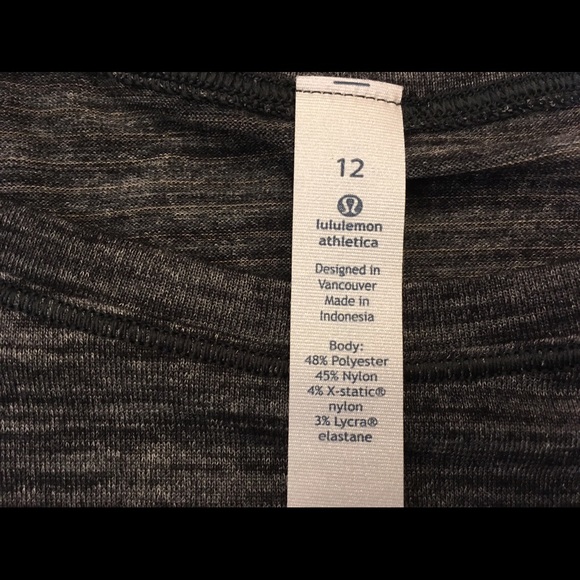 12
lululemon
athletica
Designed in
Vancouver
Made in
Indonesia
Body:
48% Polyester
45% Nylon
4% X-static®
nylon
3% Lycra®
elastane